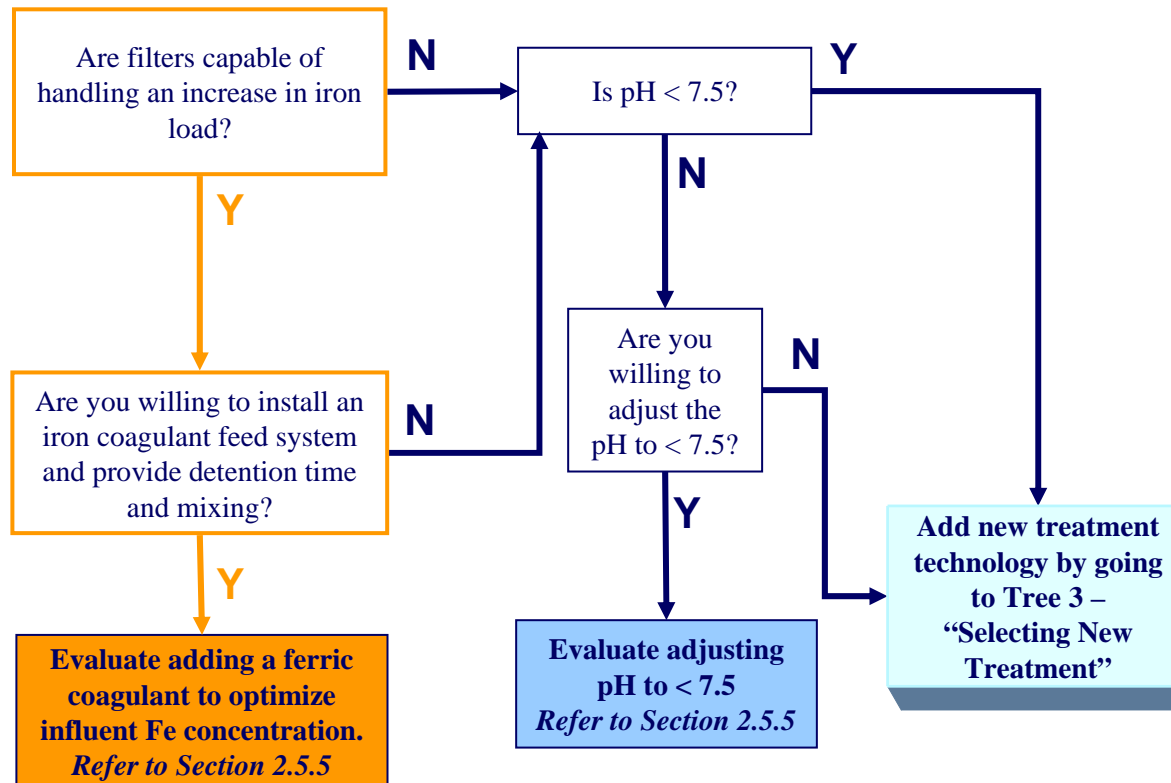 Are filters capable of
handling an increase in iron
load?
N
Is pH < 7.5?
Y
Y
N
Are you willing to install an
iron coagulant feed system
and provide detention time
and mixing?
N
Are you
willing to
adjust the
pH to < 7.5?
N
Y
Y
Add new treatment
technology by going
to Tree 3 –
“Selecting New
Treatment”
Evaluate adding a ferric
coagulant to optimize
influent Fe concentration.
Refer to Section 2.5.5
Evaluate adjusting
pH to < 7.5
Refer to Section 2.5.5